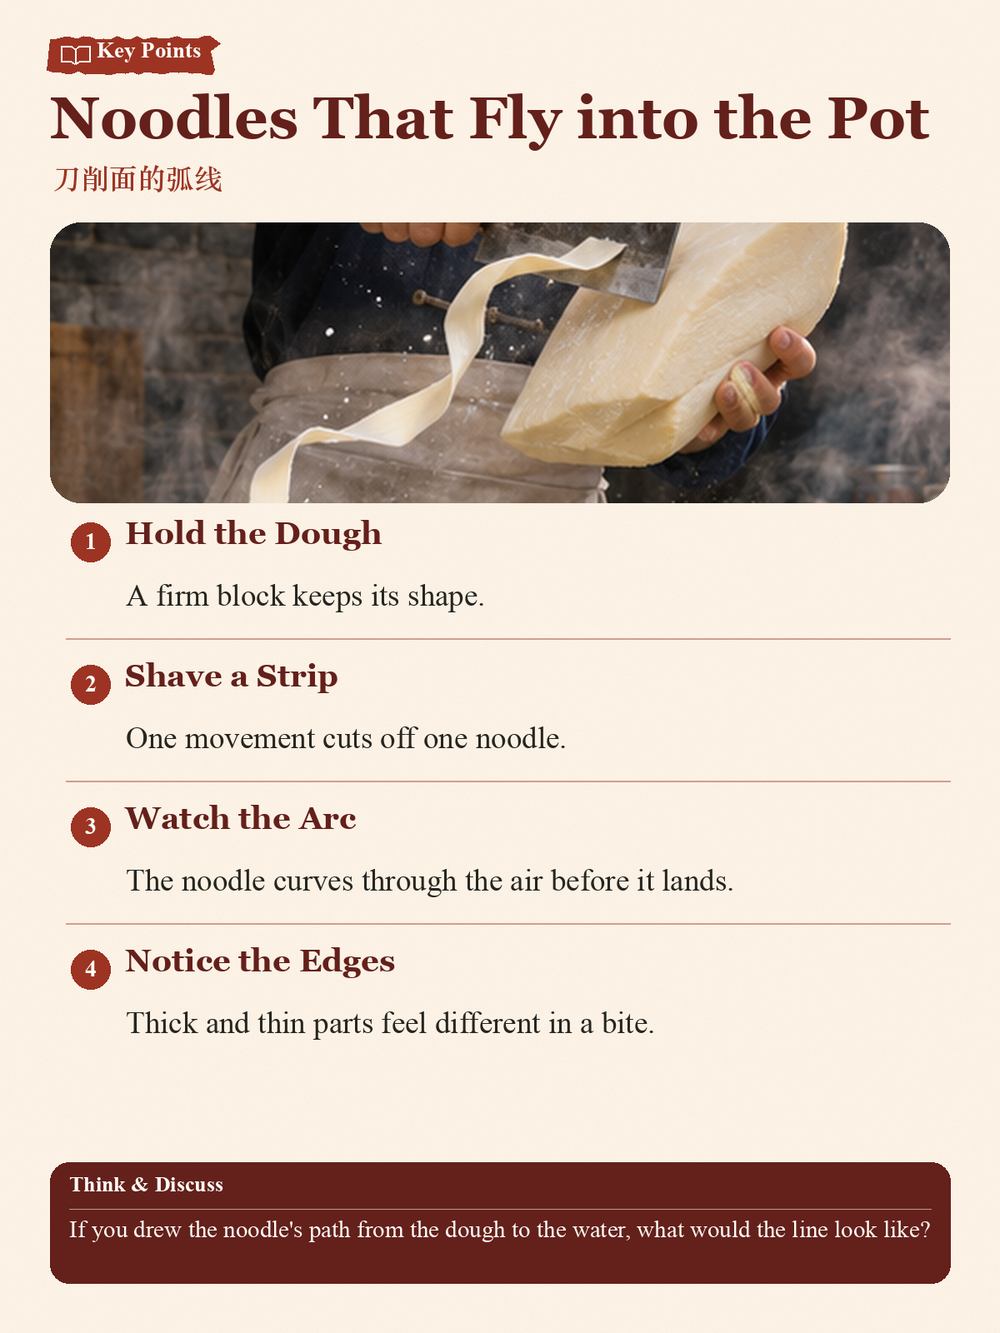 Key Points
Noodles That Fly into the Pot
刀削面的弧线
1 Hold the Dough
A firm block keeps its shape.
2 Shave a Strip
One movement cuts off one noodle.
3 Watch the Arc
The noodle curves through the air before it lands.
4 Notice the Edges
Thick and thin parts feel different in a bite.
Think & Discuss
If you drew the noodle's path from the dough to the water, what would the line look like?